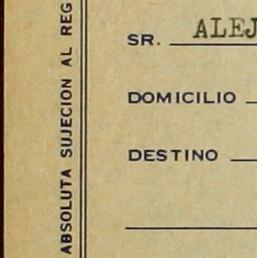 ABSOLUTA SUJECION AL REG
SR. ALEJ
DOMICILIO
DESTINO